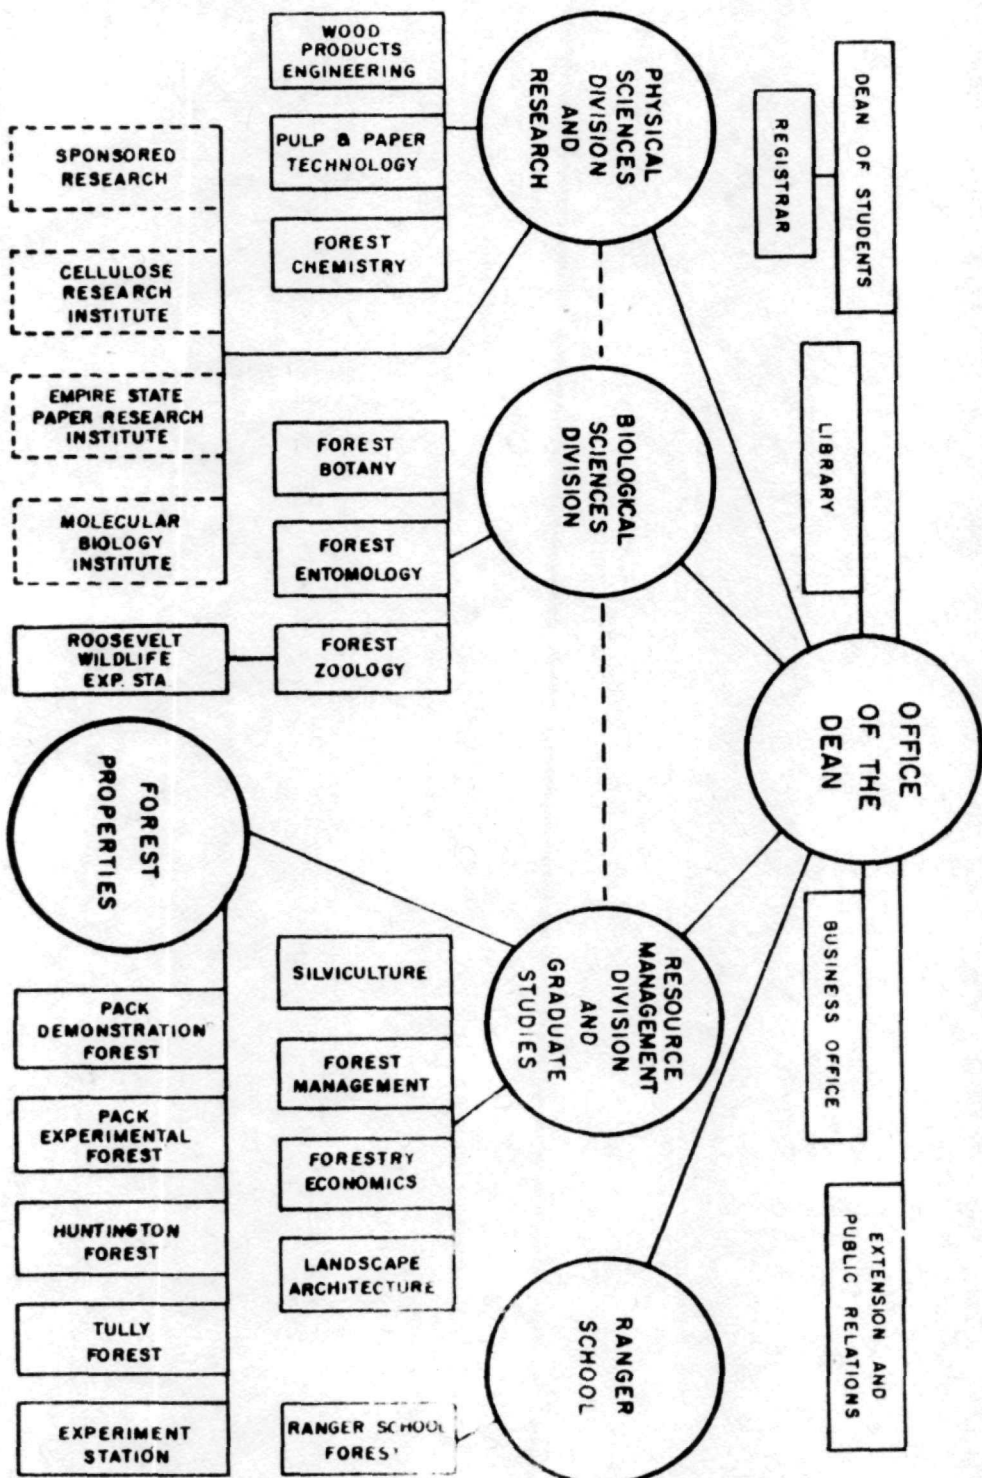 OFFICE
OF THE
DEAN
DEAN OF STUDENTS
REGISTRAR
LIBRARY
BUSINESS OFFICE
EXTENSION AND
PUBLIC RELATIONS
PHYSICAL
SCIENCES
DIVISION
AND
RESEARCH
BIOLOGICAL
SCIENCES
DIVISION
RESOURCE
MANAGEMENT
DIVISION
AND
GRADUATE
STUDIES
RANGER
SCHOOL
WOOD
PRODUCTS
ENGINEERING
PULP & PAPER
TECHNOLOGY
FOREST
CHEMISTRY
FOREST
BOTANY
FOREST
ENTOMOLOGY
FOREST
ZOOLOGY
SILVICULTURE
FOREST
MANAGEMENT
FORESTRY
ECONOMICS
LANDSCAPE
ARCHITECTURE
RANGER SCHOOL
FOREST
SPONSORED
RESEARCH
CELLULOSE
RESEARCH
INSTITUTE
EMPIRE STATE
PAPER RESEARCH
INSTITUTE
MOLECULAR
BIOLOGY
INSTITUTE
ROOSEVELT
WILDLIFE
EXP. STA.
FOREST
PROPERTIES
PACK
DEMONSTRATION
FOREST
PACK
EXPERIMENTAL
FOREST
HUNTINGTON
FOREST
TULLY
FOREST
EXPERIMENT
STATION